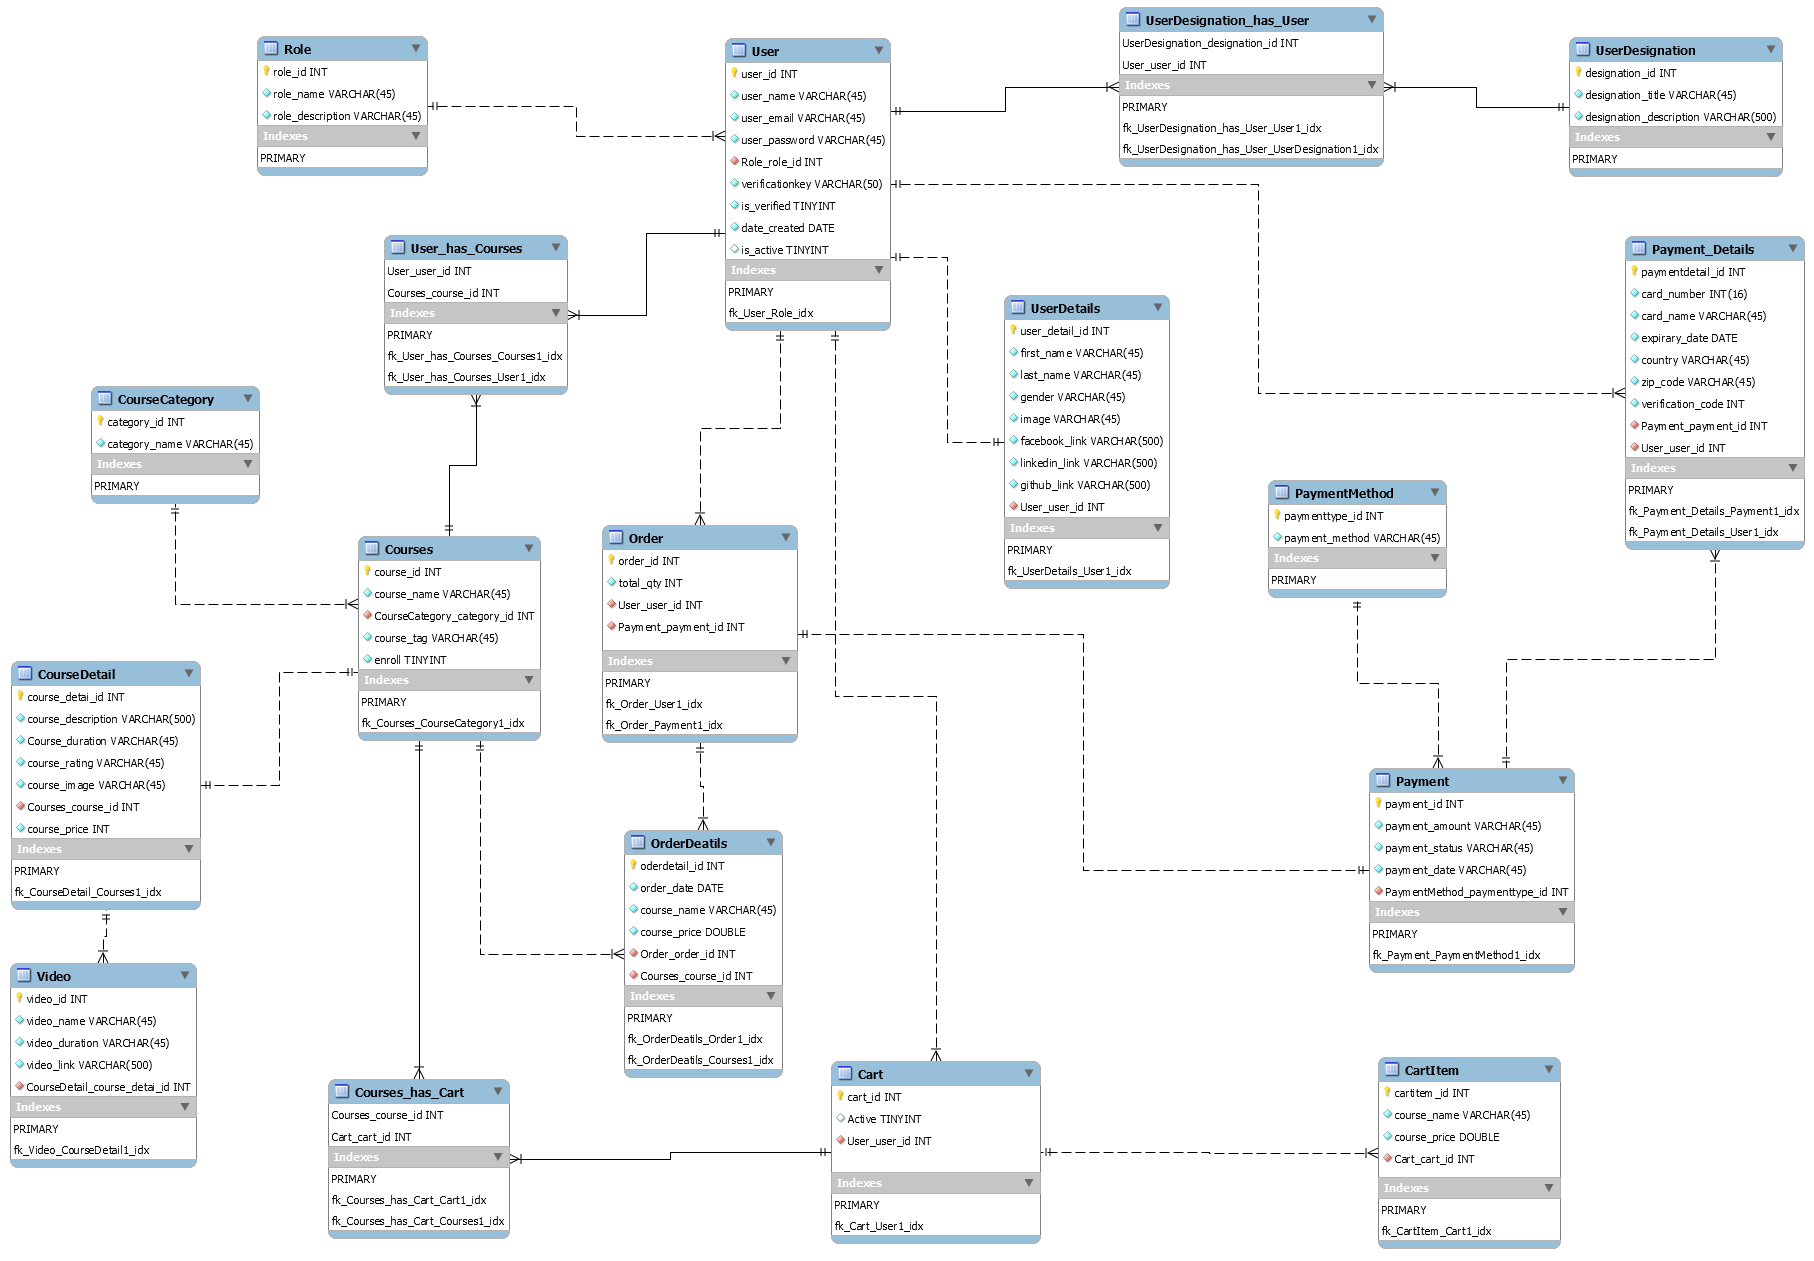 Role
role_id INT
role_name VARCHAR(45)
role_description VARCHAR(45)
Indexes
PRIMARY
User
user_id INT
user_name VARCHAR(45)
user_email VARCHAR(45)
user_password VARCHAR(45)
Role_role_id INT
verificationkey VARCHAR(50)
is_verified TINYINT
date_created DATE
is_active TINYINT
Indexes
PRIMARY
fk_User_Role_idx
UserDesignation_has_User
UserDesignation_designation_id INT
User_user_id INT
Indexes
PRIMARY
fk_UserDesignation_has_User_User1_idx
fk_UserDesignation_has_User_UserDesignation1_idx
UserDesignation
designation_id INT
designation_title VARCHAR(45)
designation_description VARCHAR(500)
Indexes
PRIMARY
User_has_Courses
User_user_id INT
Courses_course_id INT
Indexes
PRIMARY
fk_User_has_Courses_Courses1_idx
fk_User_has_Courses_User1_idx
UserDetails
user_detail_id INT
first_name VARCHAR(45)
last_name VARCHAR(45)
gender VARCHAR(45)
image VARCHAR(45)
facebook_link VARCHAR(500)
linkedin_link VARCHAR(500)
github_link VARCHAR(500)
User_user_id INT
Indexes
PRIMARY
fk_UserDetails_User1_idx
Payment_Details
paymentdetail_id INT
card_number INT(16)
card_name VARCHAR(45)
expirary_date DATE
country VARCHAR(45)
zip_code VARCHAR(45)
verification_code INT
Payment_payment_id INT
User_user_id INT
Indexes
PRIMARY
fk_Payment_Details_Payment1_idx
fk_Payment_Details_User1_idx
CourseCategory
category_id INT
category_name VARCHAR(45)
Indexes
PRIMARY
PaymentMethod
paymenttype_id INT
payment_method VARCHAR(45)
Indexes
PRIMARY
Courses
course_id INT
course_name VARCHAR(45)
CourseCategory_category_id INT
course_tag VARCHAR(45)
enroll TINYINT
Indexes
PRIMARY
fk_Courses_CourseCategory1_idx
Order
order_id INT
total_qty INT
User_user_id INT
Payment_payment_id INT
Indexes
PRIMARY
fk_Order_User1_idx
fk_Order_Payment1_idx
CourseDetail
course_detai_id INT
course_description VARCHAR(500)
Course_duration VARCHAR(45)
course_rating VARCHAR(45)
course_image VARCHAR(45)
Courses_course_id INT
course_price INT
Indexes
PRIMARY
fk_CourseDetail_Courses1_idx
Payment
payment_id INT
payment_amount VARCHAR(45)
payment_status VARCHAR(45)
payment_date VARCHAR(45)
PaymentMethod_paymenttype_id INT
Indexes
PRIMARY
fk_Payment_PaymentMethod1_idx
OrderDeatils
oderdetail_id INT
order_date DATE
course_name VARCHAR(45)
course_price DOUBLE
Order_order_id INT
Courses_course_id INT
Indexes
PRIMARY
fk_OrderDeatils_Order1_idx
fk_OrderDeatils_Courses1_idx
Video
video_id INT
video_name VARCHAR(45)
video_duration VARCHAR(45)
video_link VARCHAR(500)
CourseDetail_course_detai_id INT
Indexes
PRIMARY
fk_Video_CourseDetail1_idx
Courses_has_Cart
Courses_course_id INT
Cart_cart_id INT
Indexes
PRIMARY
fk_Courses_has_Cart_Cart1_idx
fk_Courses_has_Cart_Courses1_idx
Cart
cart_id INT
Active TINYINT
User_user_id INT
Indexes
PRIMARY
fk_Cart_User1_idx
CartItem
cartitem_id INT
course_name VARCHAR(45)
course_price DOUBLE
Cart_cart_id INT
Indexes
PRIMARY
fk_CartItem_Cart1_idx